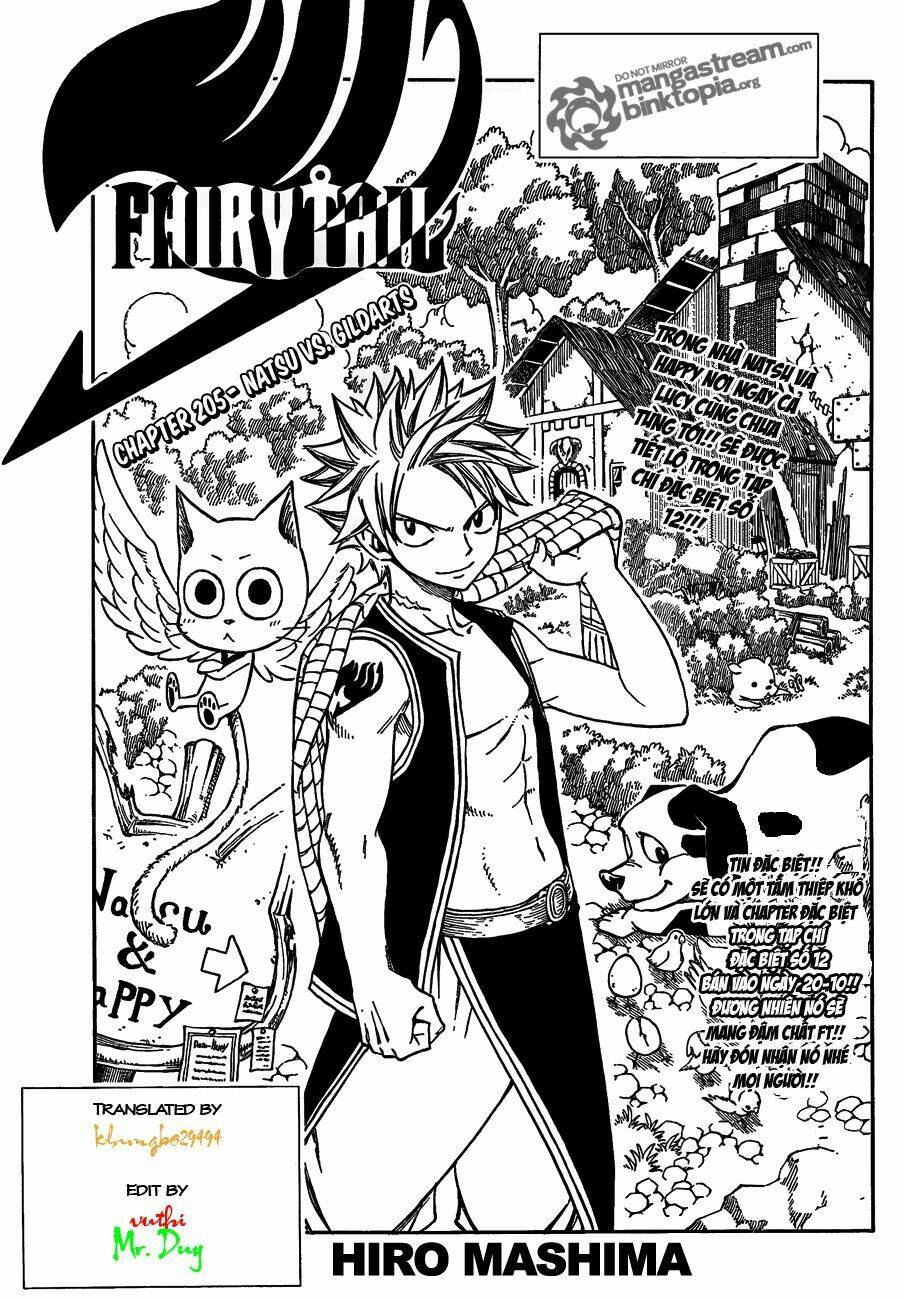 DO NOT MIRROR
mangastream.com
binktopia.org
FAIRY TAIL
CHAPTER 205 - NATSU VS. GILDARTS
TRONG NHÀ NATSU VÀ
HAPPY NƠI NGAY CẢ
LUCY CŨNG CHƯA
TỪNG TỚI!! SẼ ĐƯỢC
TIẾT LỘ TRONG TẠP
CHÍ ĐẶC BIỆT SỐ
12!!!
TIN ĐẶC BIỆT!!
SẼ CÓ MỘT TẤM THIỆP KHỔ
LỚN VÀ CHAPTER ĐẶC BIỆT
TRONG TẠP CHÍ
ĐẶC BIỆT SỐ 12
BÁN VÀO NGÀY 20-10!!
ĐƯƠNG NHIÊN NÓ SẼ
MANG ĐẬM CHẤT FT!!
HÃY ĐÓN NHẬN NÓ NHÉ
MỌI NGƯỜI!!
Natsu
&
HAPPY
TRANSLATED BY
khungbo29494
EDIT BY
vuthi
Mr. Duy
HIRO MASHIMA